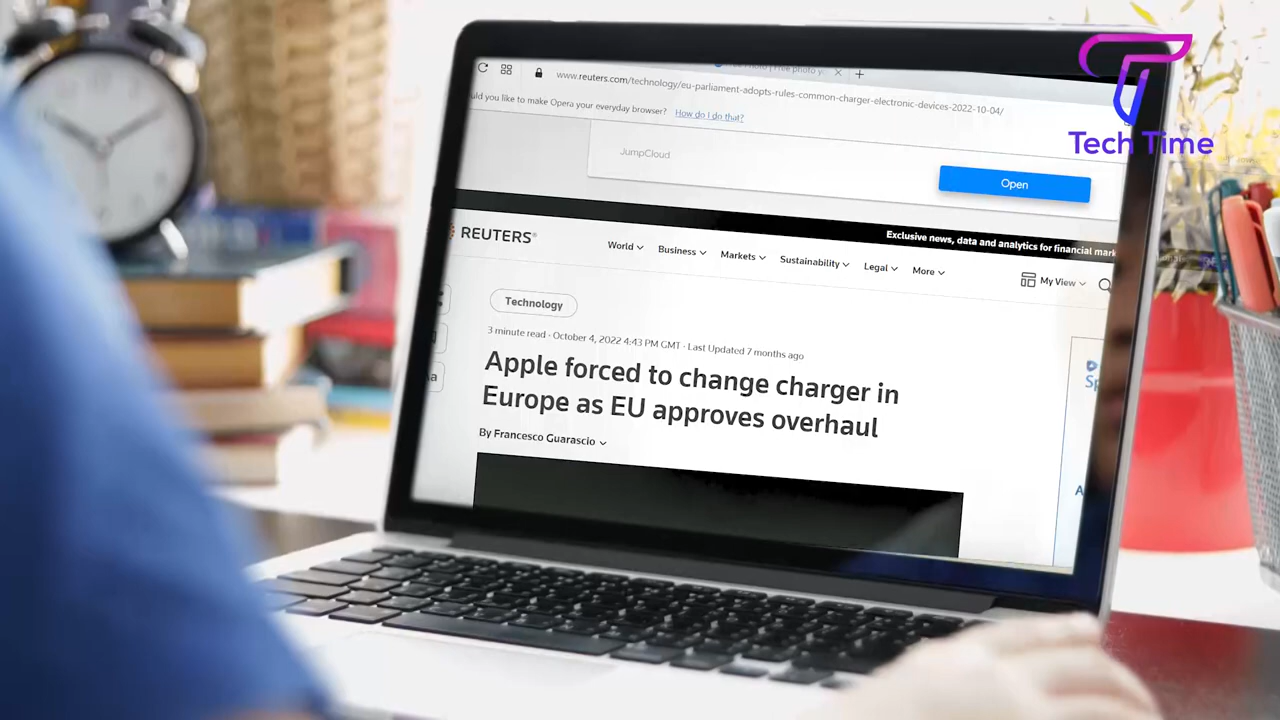 Tech Time
www.reuters.com/technology/eu-parliament-adopts-rules-common-charger-electronic-devices-2022-10-04/
you like to make Opera your everyday browser? How do I do that?
JumpCloud
Open
Exclusive news, data and analytics for financial
REUTERS®
World Business Markets Sustainability Legal More
My View
Technology
3 minute read · October 4, 2022 4:43 PM GMT · Last Updated 7 months ago
Apple forced to change charger in
Europe as EU approves overhaul
By Francesco Guarascio